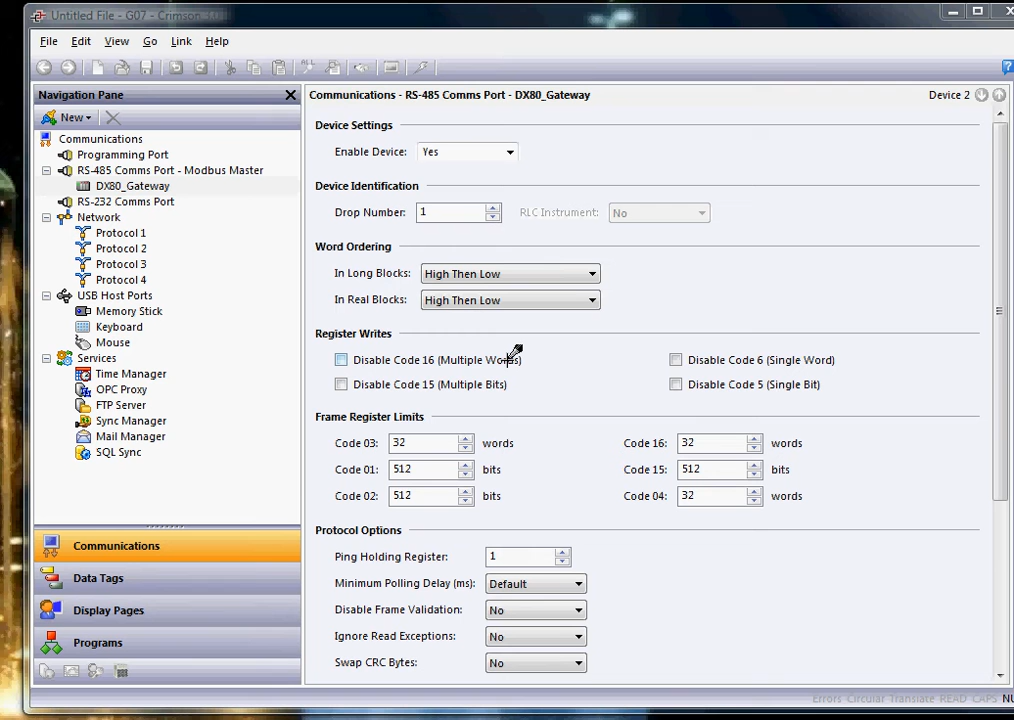 Untitled File - G07 - Crimson
File Edit View Go Link Help
Navigation Pane
New
Communications
Programming Port
RS-485 Comms Port - Modbus Master
DX80_Gateway
RS-232 Comms Port
Network
Protocol 1
Protocol 2
Protocol 3
Protocol 4
USB Host Ports
Memory Stick
Keyboard
Mouse
Services
Time Manager
OPC Proxy
FTP Server
Sync Manager
Mail Manager
SQL Sync
Communications
Data Tags
Display Pages
Programs
Communications - RS-485 Comms Port - DX80_Gateway Device 2
Device Settings
Enable Device: Yes
Device Identification
Drop Number: 1 RLC Instrument: No
Word Ordering
In Long Blocks: High Then Low
In Real Blocks: High Then Low
Register Writes
Disable Code 16 (Multiple Words) Disable Code 6 (Single Word)
Disable Code 15 (Multiple Bits) Disable Code 5 (Single Bit)
Frame Register Limits
Code 03: 32 words Code 16: 32 words
Code 01: 512 bits Code 15: 512 bits
Code 02: 512 bits Code 04: 32 words
Protocol Options
Ping Holding Register: 1
Minimum Polling Delay (ms): Default
Disable Frame Validation: No
Ignore Read Exceptions: No
Swap CRC Bytes: No
Errors Circular Translate READ CAPS